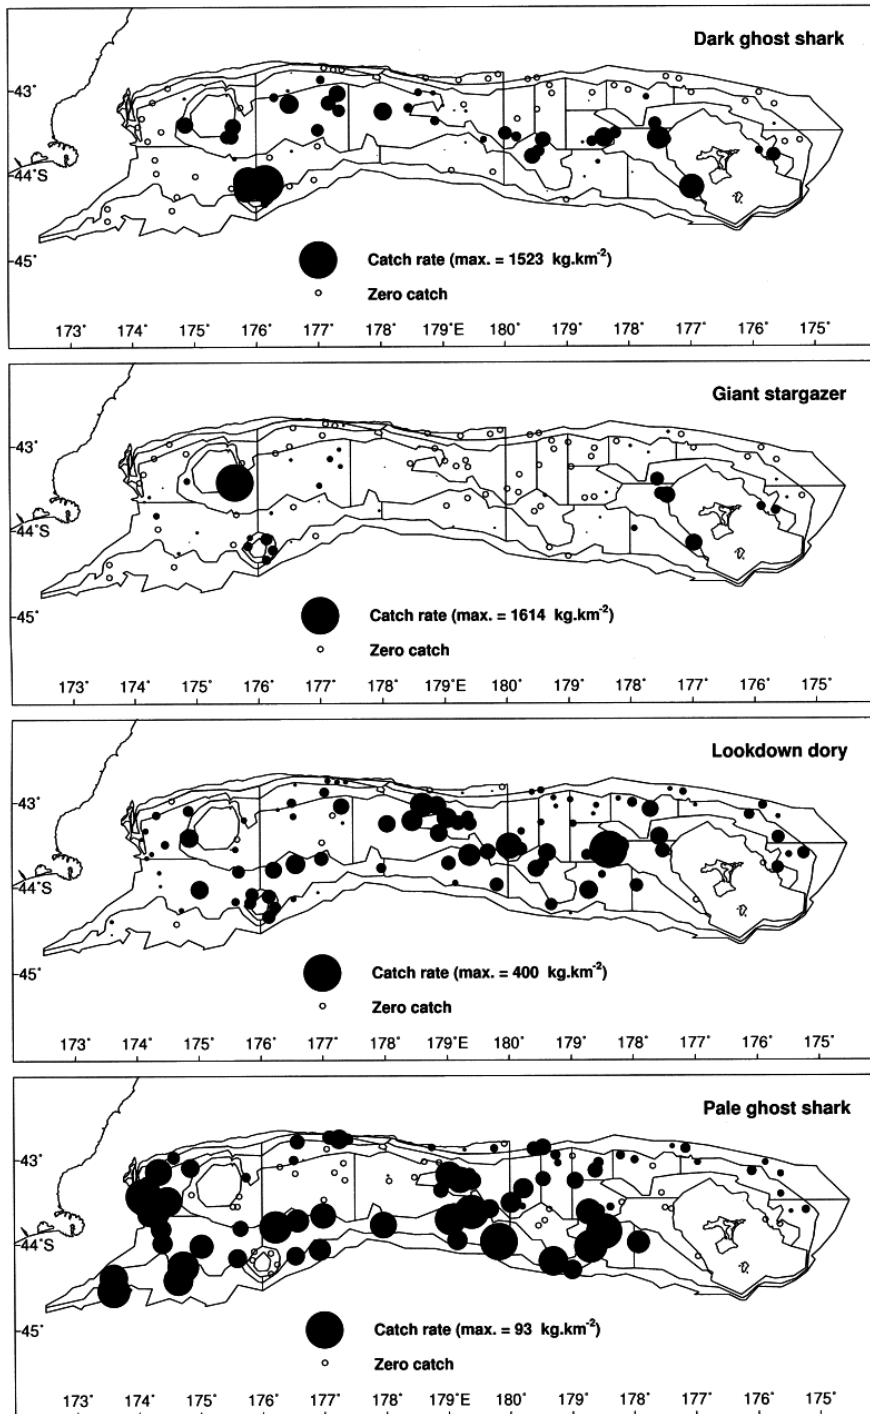 Dark ghost shark
43°
44°S
45°
Catch rate (max. = 1523 kg.km⁻²)
Zero catch
173° 174° 175° 176° 177° 178° 179°E 180° 179° 178° 177° 176° 175°
Giant stargazer
43°
44°S
45°
Catch rate (max. = 1614 kg.km⁻²)
Zero catch
173° 174° 175° 176° 177° 178° 179°E 180° 179° 178° 177° 176° 175°
Lookdown dory
43°
44°S
45°
Catch rate (max. = 400 kg.km⁻²)
Zero catch
173° 174° 175° 176° 177° 178° 179°E 180° 179° 178° 177° 176° 175°
Pale ghost shark
43°
44°S
45°
Catch rate (max. = 93 kg.km⁻²)
Zero catch
173° 174° 175° 176° 177° 178° 179°E 180° 179° 178° 177° 176° 175°